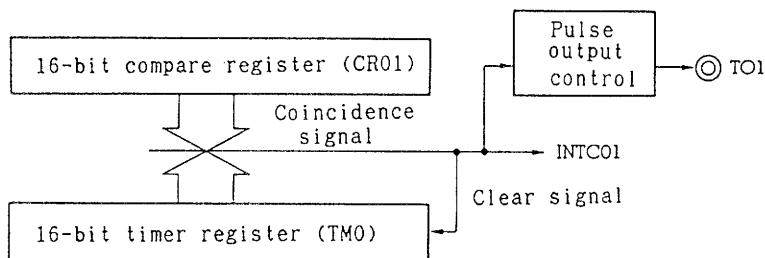 Pulse
output
control
16-bit compare register (CR01)
TO1
Coincidence
signal
INTC01
Clear signal
16-bit timer register (TM0)